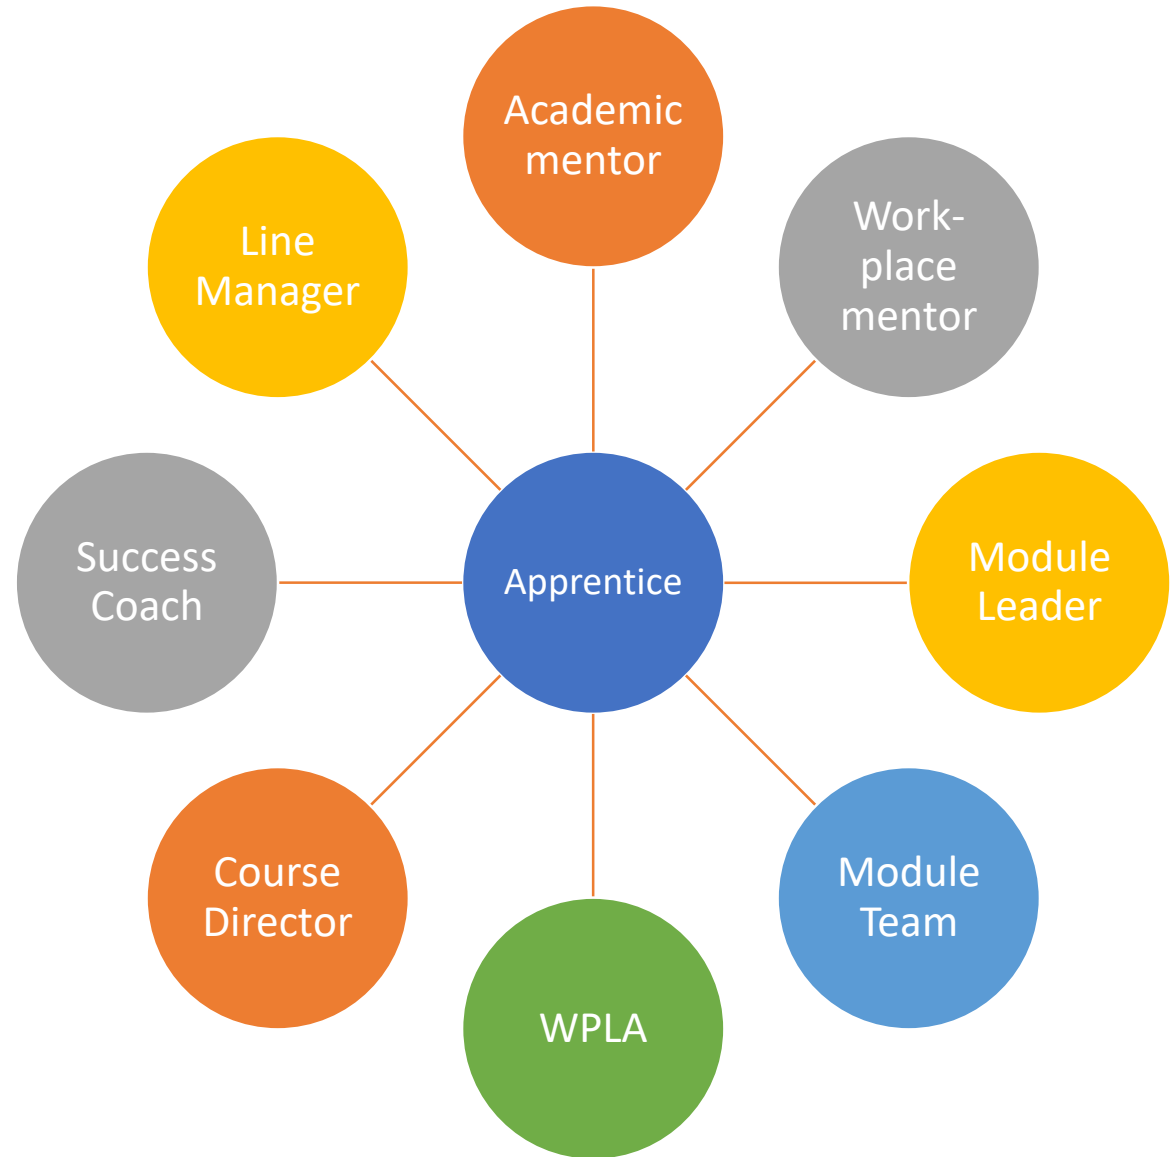 Academic
mentor
Work-
place
mentor
Line
Manager
Module
Leader
Apprentice
Success
Coach
Module
Team
Course
Director
WPLA